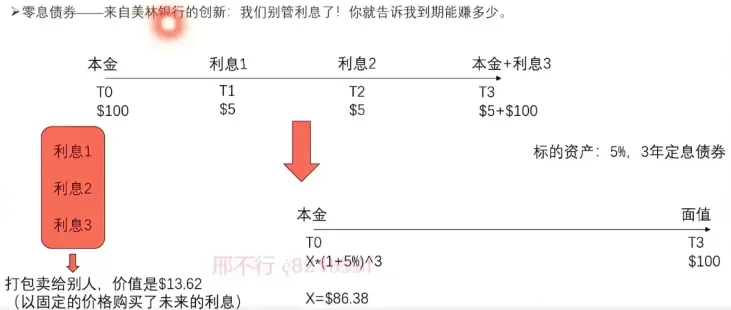 ➢零息债券——来自美林银行的创新：我们别管利息了！你就告诉我到期能赚多少。
本金 利息1 利息2 本金+利息3
T0 T1 T2 T3
$100 $5 $5 $5+$100
利息1
利息2
利息3
标的资产：5%，3年定息债券
本金 面值
T0 T3
X*(1+5%)^3 $100
邢不行
打包卖给别人，价值是$13.62
（以固定的价格购买了未来的利息）
X=$86.38